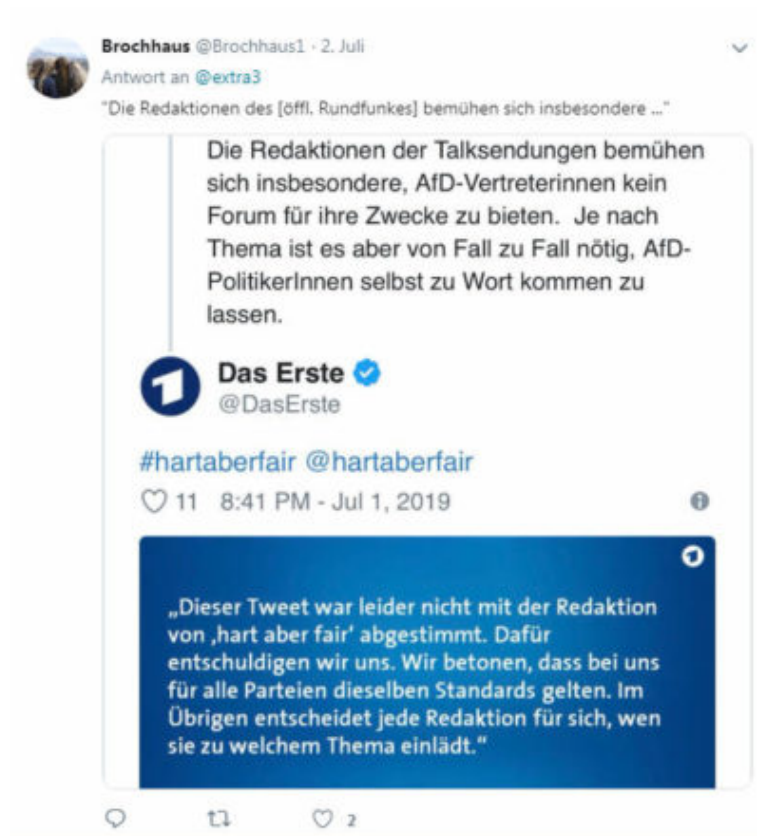 Brochhaus @Brochhaus1 · 2. Juli
Antwort an @extra3
"Die Redaktionen des [öffl. Rundfunkes] bemühen sich insbesondere ..."
Die Redaktionen der Talksendungen bemühen
sich insbesondere, AfD-Vertreterinnen kein
Forum für ihre Zwecke zu bieten. Je nach
Thema ist es aber von Fall zu Fall nötig, AfD-
PolitikerInnen selbst zu Wort kommen zu
lassen.
Das Erste
@DasErste
#hartaberfair @hartaberfair
11 8:41 PM - Jul 1, 2019
„Dieser Tweet war leider nicht mit der Redaktion
von ‚hart aber fair‘ abgestimmt. Dafür
entschuldigen wir uns. Wir betonen, dass bei uns
für alle Parteien dieselben Standards gelten. Im
Übrigen entscheidet jede Redaktion für sich, wen
sie zu welchem Thema einlädt.“
2